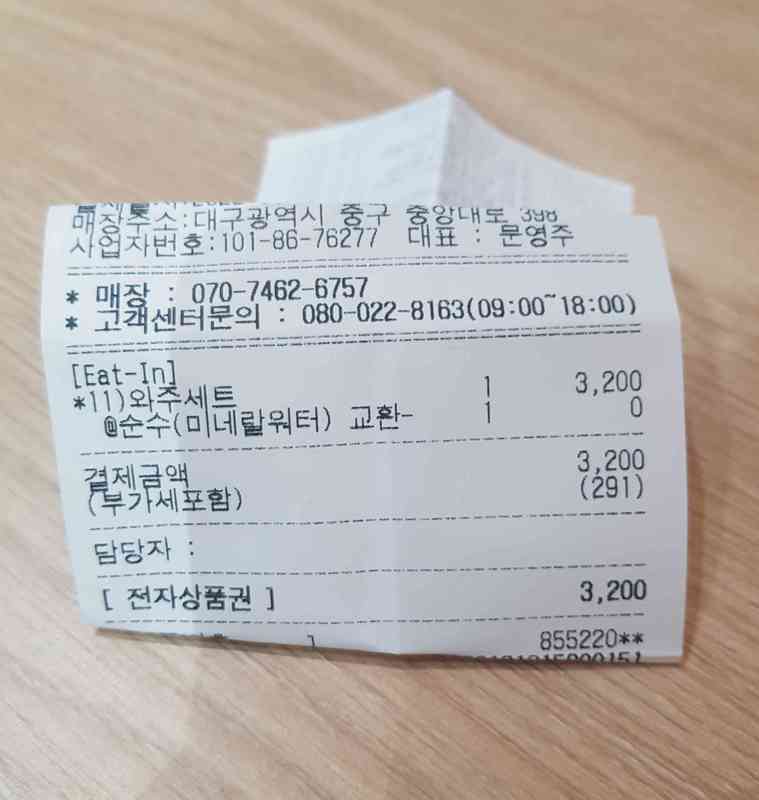 매장주소:대구광역시 중구 중앙대로 398
사업자번호:101-86-76277 대표 : 문영주
* 매장 : 070-7462-6757
* 고객센터문의 : 080-022-8163(09:00~18:00)
[Eat-In]
*11)와주세트 1 3,200
@순수(미네랄워터) 교환- 1 0
결제금액 3,200
(부가세포함) (291)
담당자 :
[ 전자상품권 ] 3,200
] 855220**